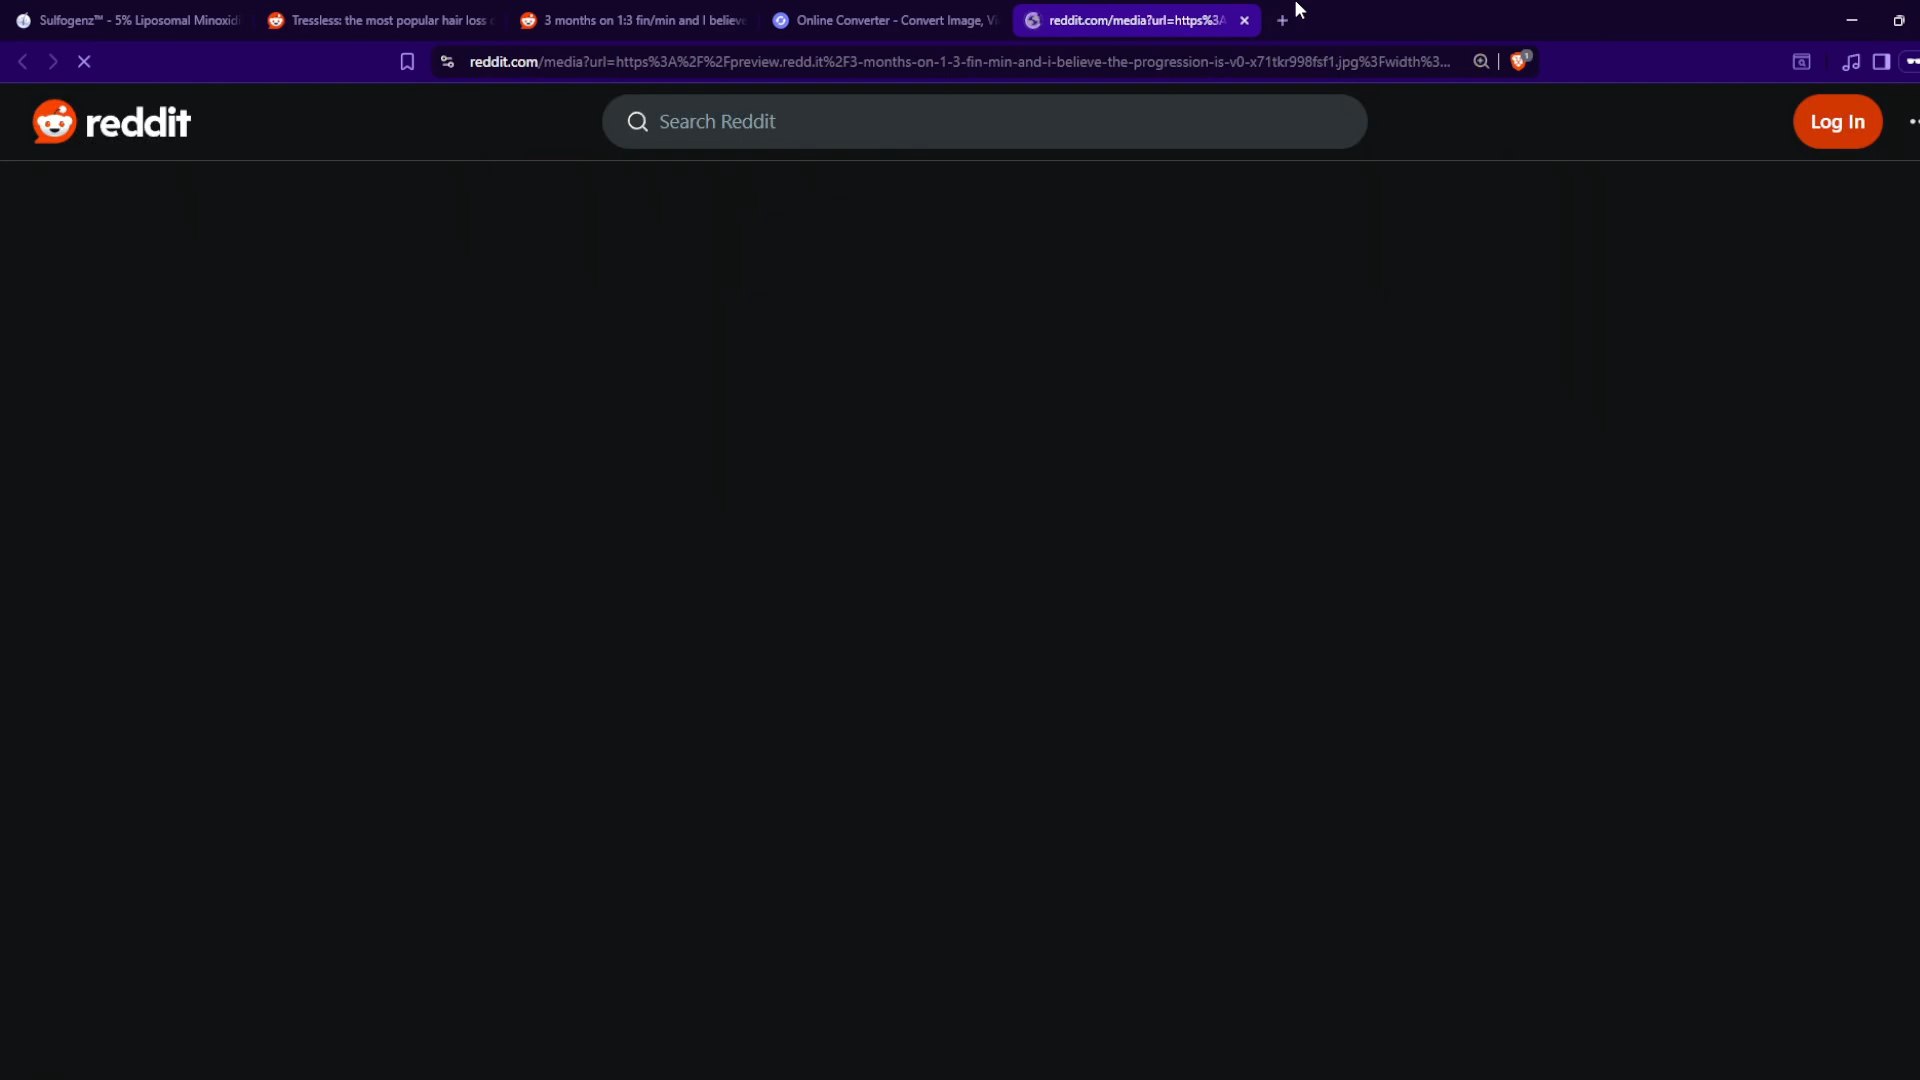 Sulfogenz™ - 5% Liposomal Minoxidi
Tressless: the most popular hair loss c
3 months on 1:3 fin/min and I believe
Online Converter - Convert Image, Vi
reddit.com/media?url=https%3A
reddit.com/media?url=https%3A%2F%2Fpreview.redd.it%2F3-months-on-1-3-fin-min-and-i-believe-the-progression-is-v0-x71tkr998fsf1.jpg%3Fwidth%3...
1
reddit
Search Reddit
Log In